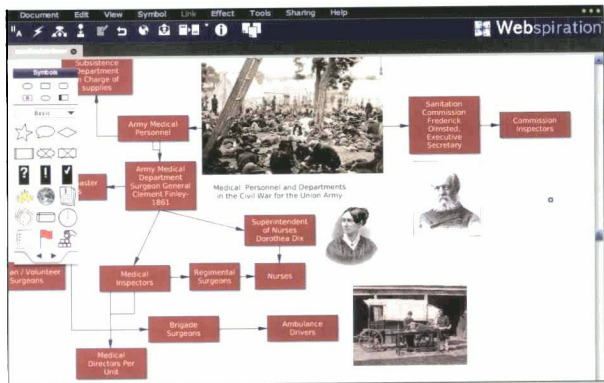 Document Edit View Symbol Link Effect Tools Sharing Help
Webspiration
Symbols
Basic
Subsistence
Department
in Charge of
supplies
Army Medical
Personnel
Sanitation
Commission
Frederick
Olmsted,
Executive
Secretary
Commission
Inspectors
Army Medical
Department
Surgeon General
Clement Finley-
1861
Medical Personnel and Departments
in the Civil War for the Union Army
Superintendent
of Nurses
Dorothea Dix
/ Volunteer
Surgeons
Medical
Inspectors
Regimental
Surgeons
Nurses
Brigade
Surgeons
Ambulance
Drivers
Medical
Directors Per
Unit